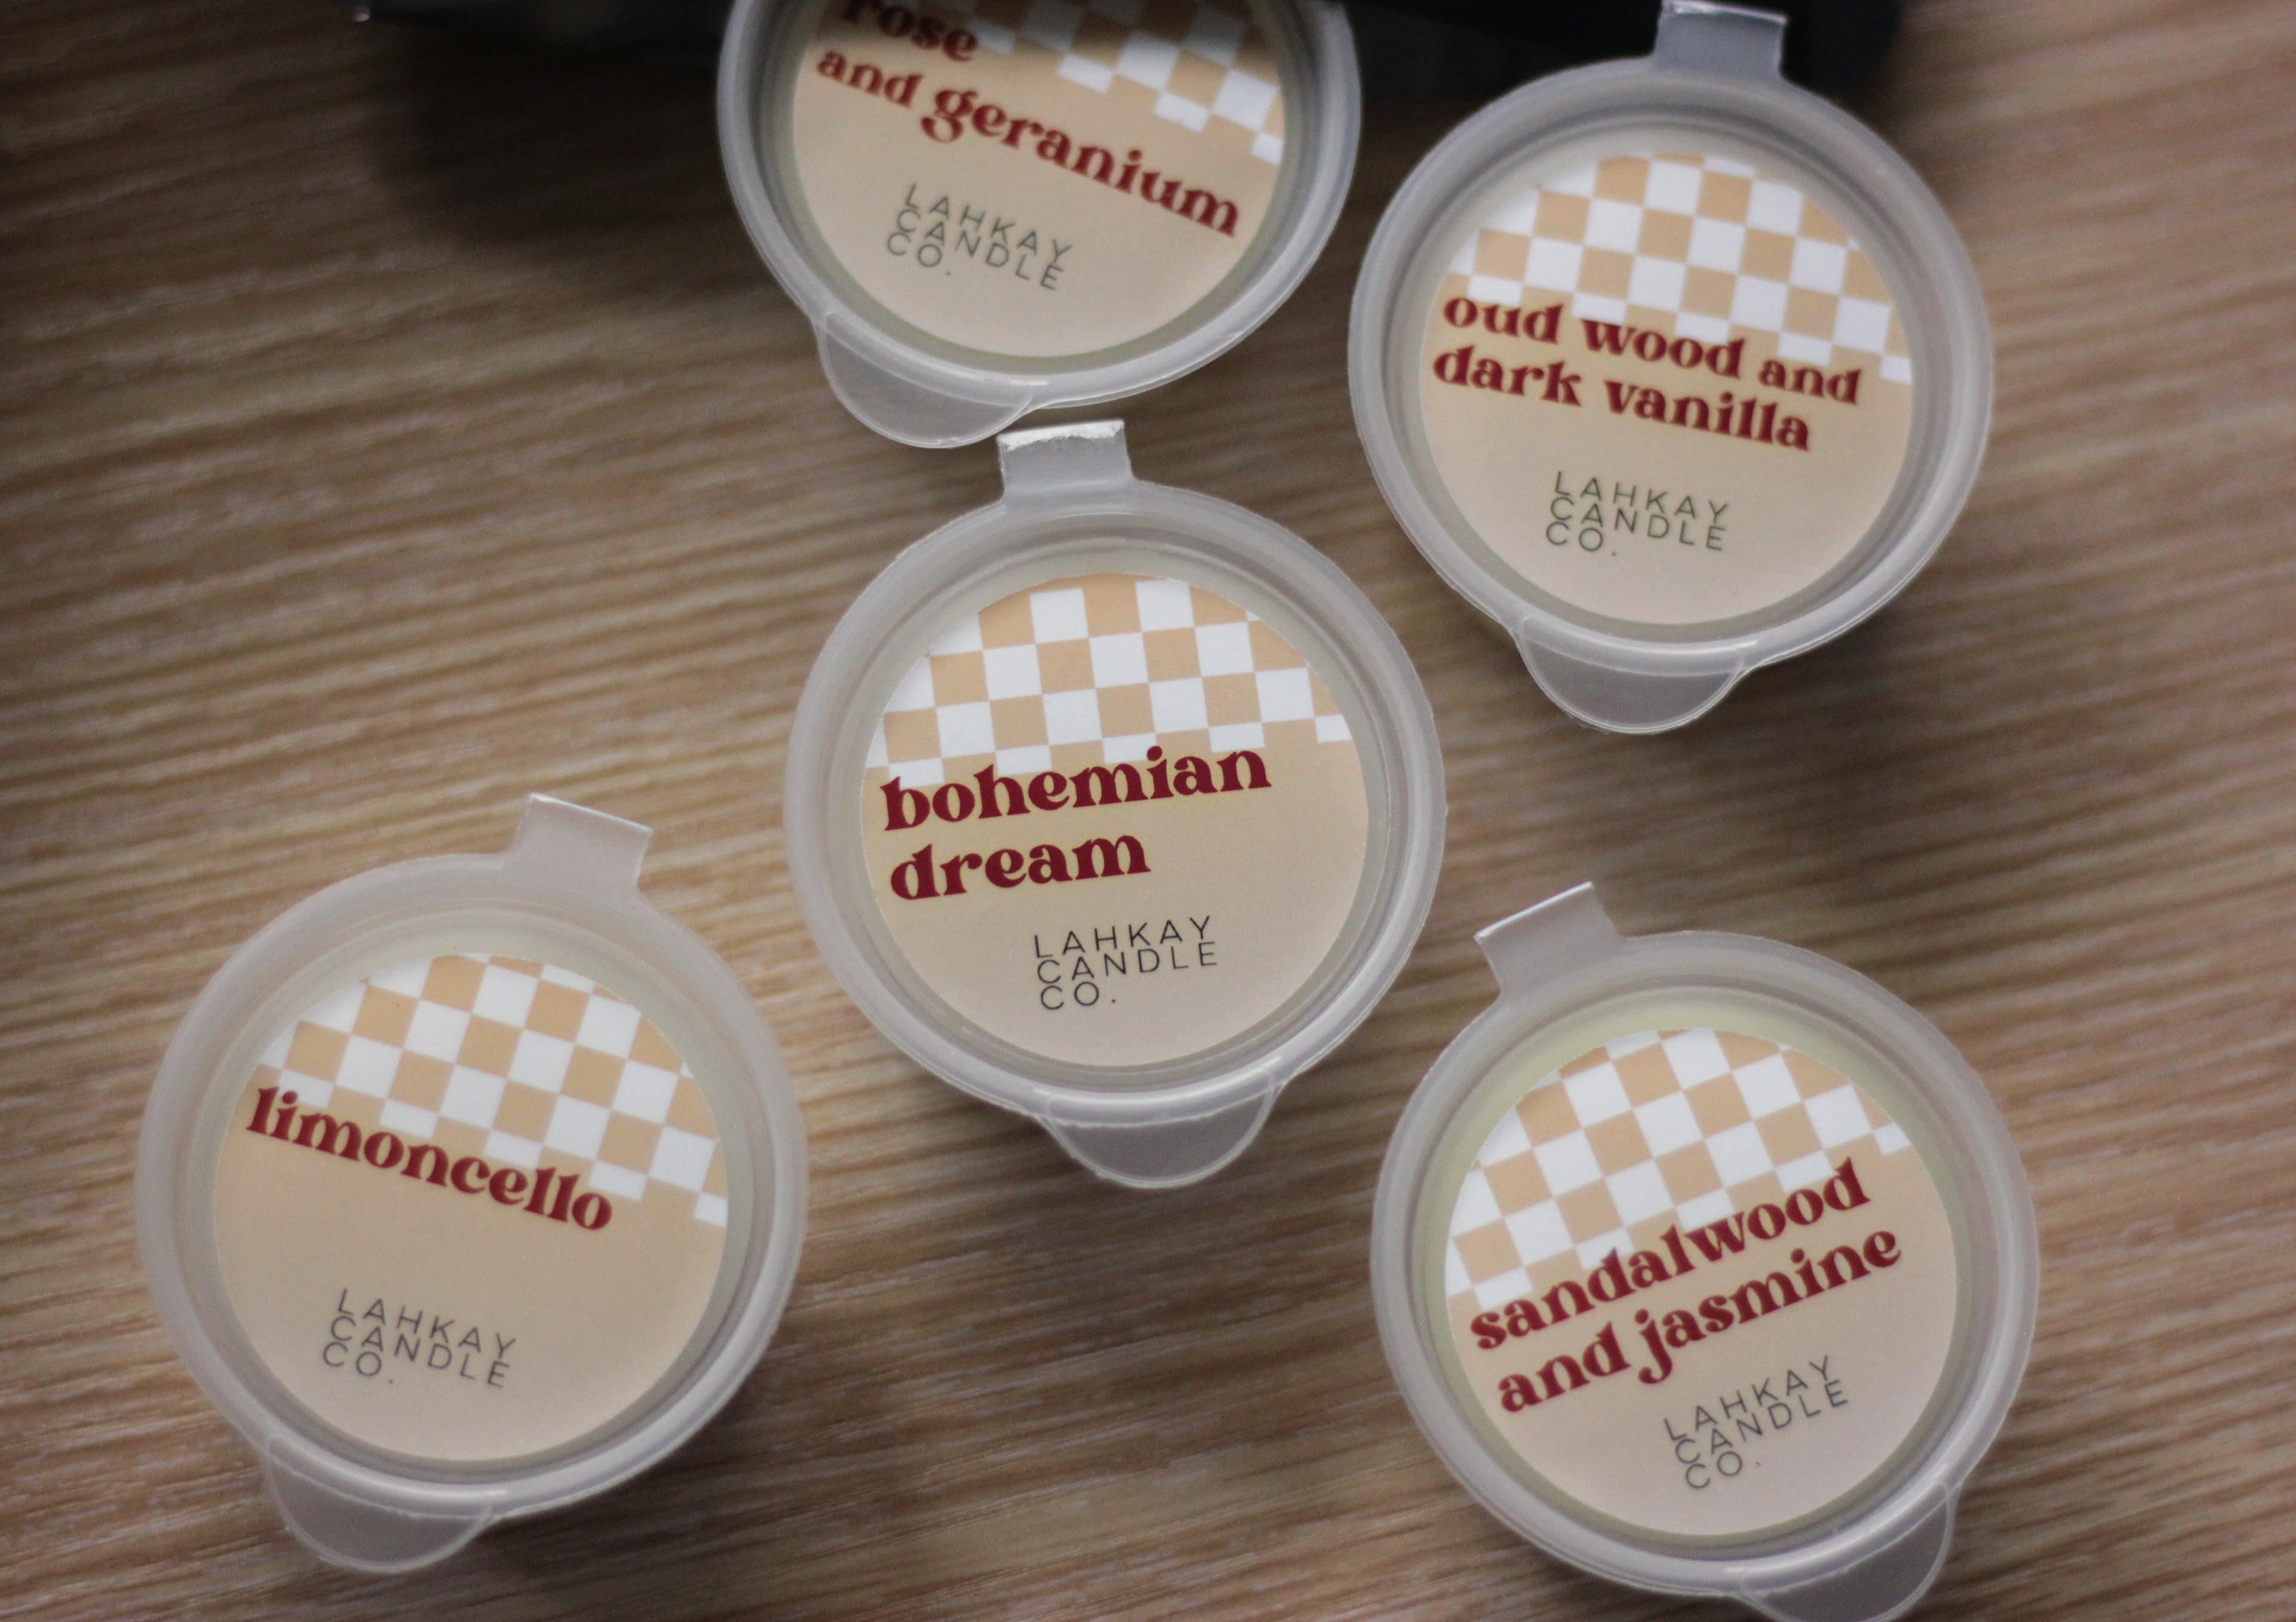 rose
and geranium
LAHKAY
CANDLE
CO.
oud wood and
dark vanilla
LAHKAY
CANDLE
CO.
bohemian
dream
LAHKAY
CANDLE
CO.
limoncello
LAHKAY
CANDLE
CO.
sandalwood
and jasmine
LAHKAY
CANDLE
CO.